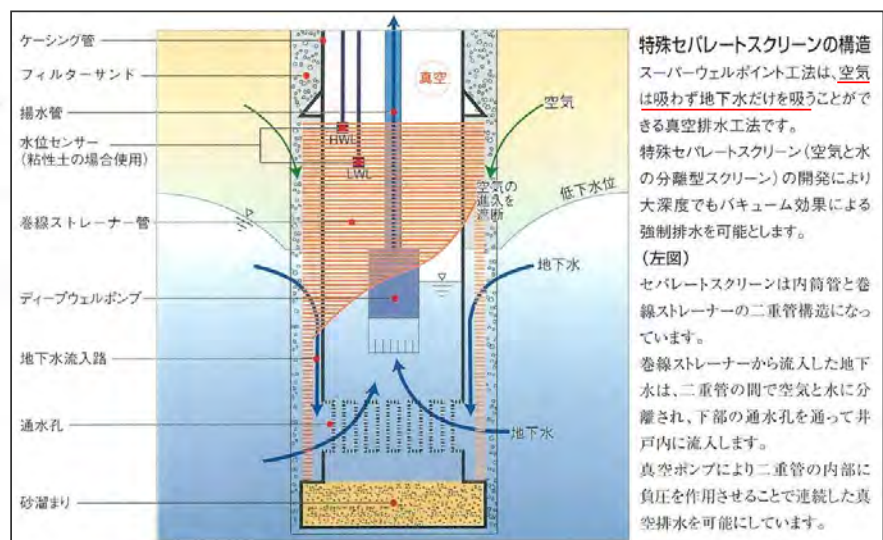 ケーシング管
フィルターサンド
揚水管
水位センサー
(粘性土の場合使用)
巻線ストレーナー管
ディープウェルポンプ
地下水流入路
通水孔
砂溜まり
真空
HWL
LWL
空気
空気の
進入を
遮断
低下水位
地下水
地下水
特殊セパレートスクリーンの構造
スーパーウェルポイント工法は、空気
は吸わず地下水だけを吸うことがで
きる真空排水工法です。
特殊セパレートスクリーン(空気と水
の分離型スクリーン)の開発により
大深度でもバキューム効果による
強制排水を可能とします。
(左図)
セパレートスクリーンは内筒管と巻
線ストレーナーの二重管構造になっ
ています。
巻線ストレーナーから流入した地下
水は、二重管の間で空気と水に分
離され、下部の通水孔を通って井
戸内に流入します。
真空ポンプにより二重管の内部に
負圧を作用させることで連続した真
空排水を可能にしています。